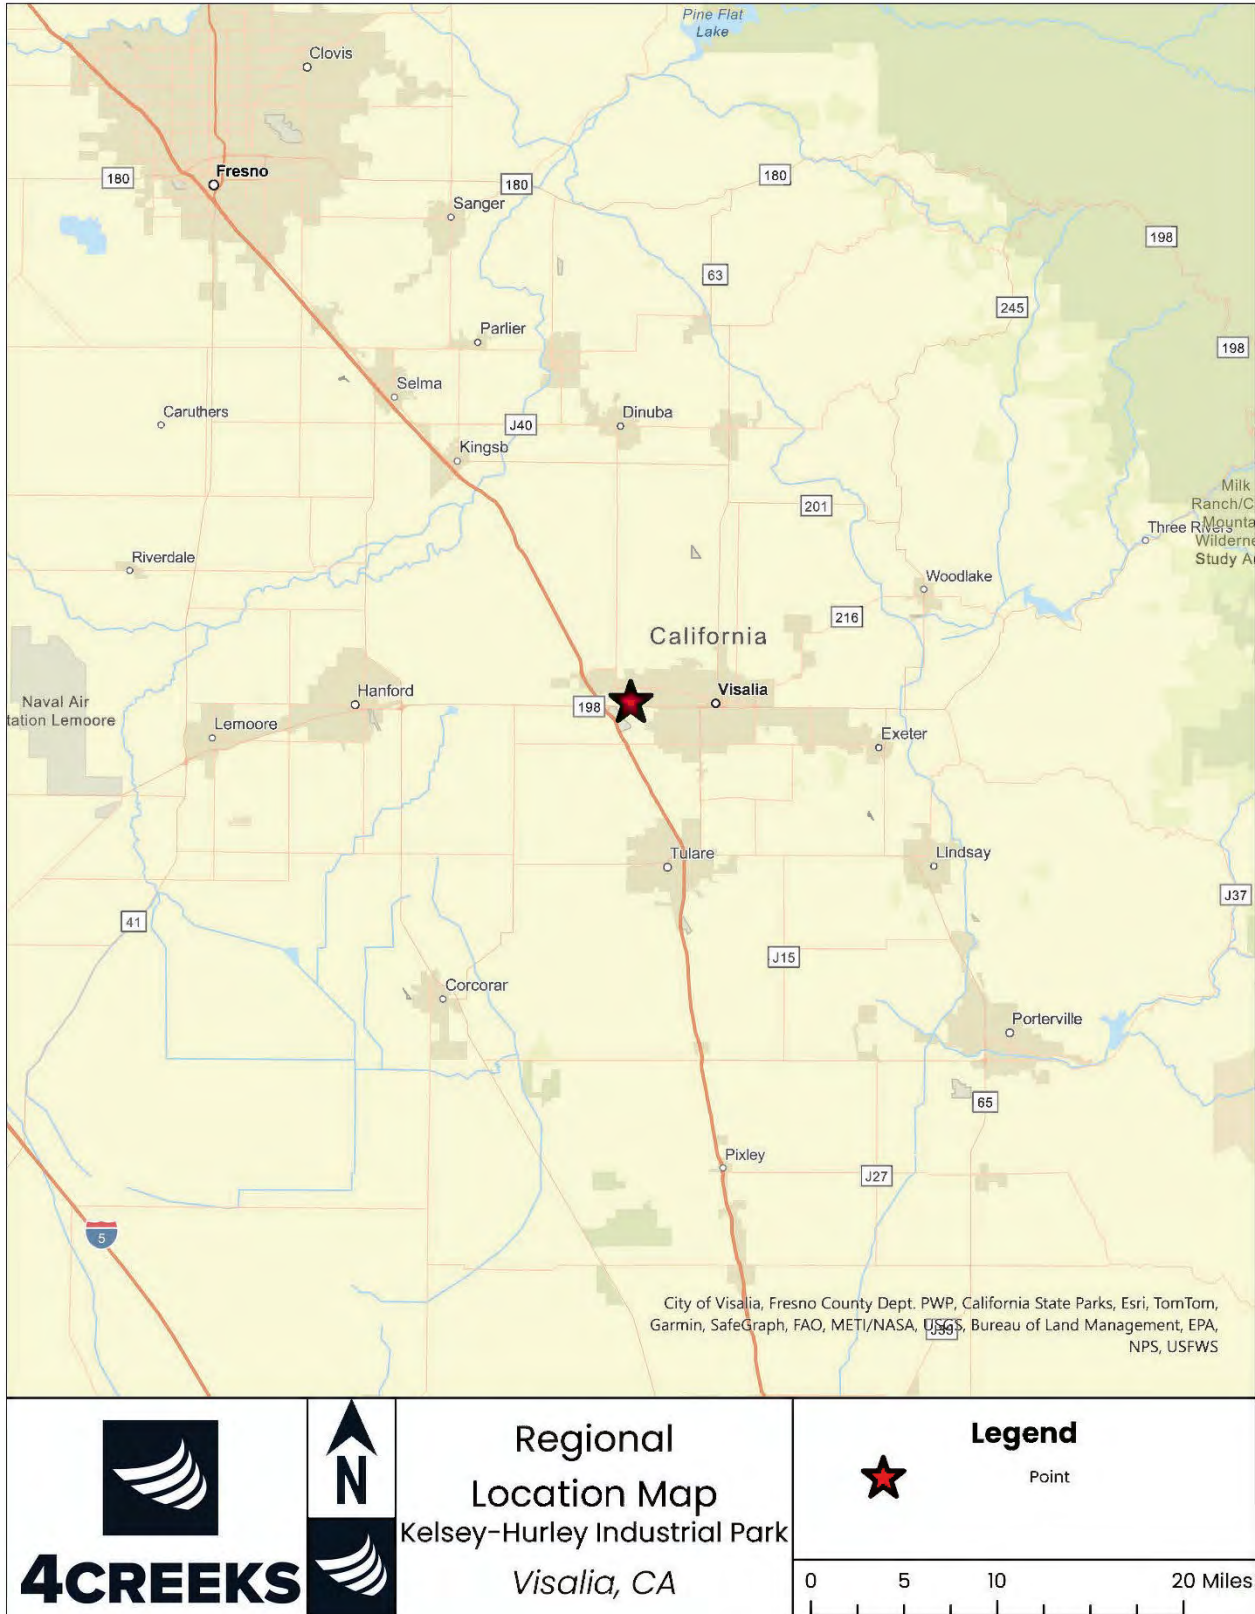 Pine Flat
Lake
Clovis
Fresno
180
180
180
Sanger
198
63
245
Parlier
198
Selma
Caruthers
J40
Dinuba
Kingsb
Milk
Ranch/C
Mounta
Wilderne
Study A
201
Three Rivers
Riverdale
Woodlake
216
California
Naval Air
tation Lemoore
Hanford
198
Visalia
Lemoore
Exeter
Tulare
Lindsay
J37
41
J15
Corcorar
Porterville
65
Pixley
J27
5
City of Visalia, Fresno County Dept. PWP, California State Parks, Esri, TomTom,
Garmin, SafeGraph, FAO, METI/NASA, USGS, Bureau of Land Management, EPA,
NPS, USFWS
J39
4CREEKS
N
Regional
Location Map
Kelsey-Hurley Industrial Park
Visalia, CA
Legend
Point
0 5 10 20 Miles